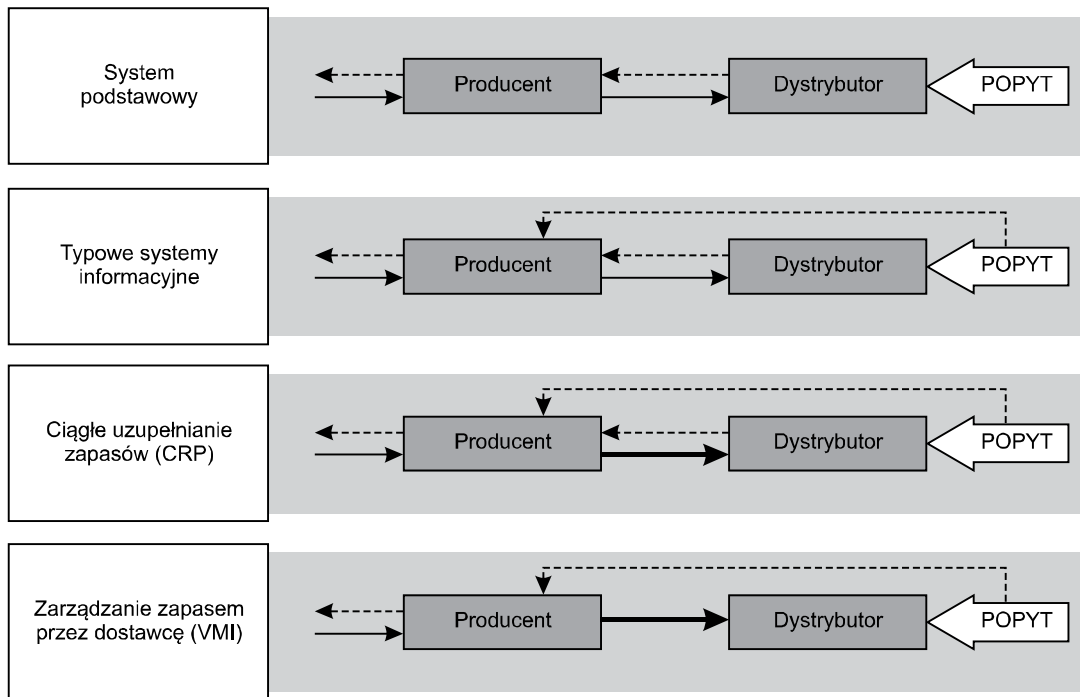 System
podstawowy
Producent
Dystrybutor
POPYT
Typowe systemy
informacyjne
Producent
Dystrybutor
POPYT
Ciągłe uzupełnianie
zapasów (CRP)
Producent
Dystrybutor
POPYT
Zarządzanie zapasem
przez dostawcę (VMI)
Producent
Dystrybutor
POPYT